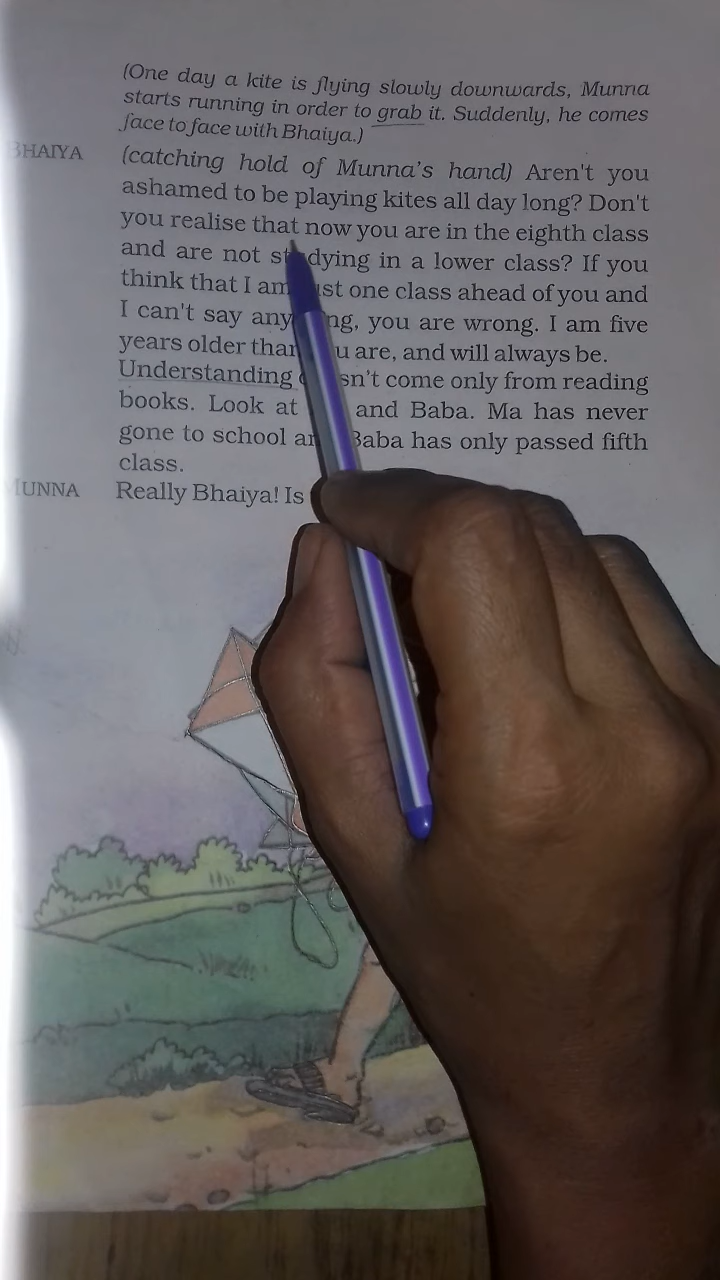 (One day a kite is flying slowly downwards, Munna
starts running in order to grab it. Suddenly, he comes
face to face with Bhaiya.)
BHAIYA (catching hold of Munna's hand) Aren't you
ashamed to be playing kites all day long? Don't
you realise that now you are in the eighth class
and are not studying in a lower class? If you
think that I am just one class ahead of you and
I can't say anything, you are wrong. I am five
years older than you are, and will always be.
Understanding doesn't come only from reading
books. Look at and Baba. Ma has never
gone to school and Baba has only passed fifth
class.
MUNNA Really Bhaiya! Is